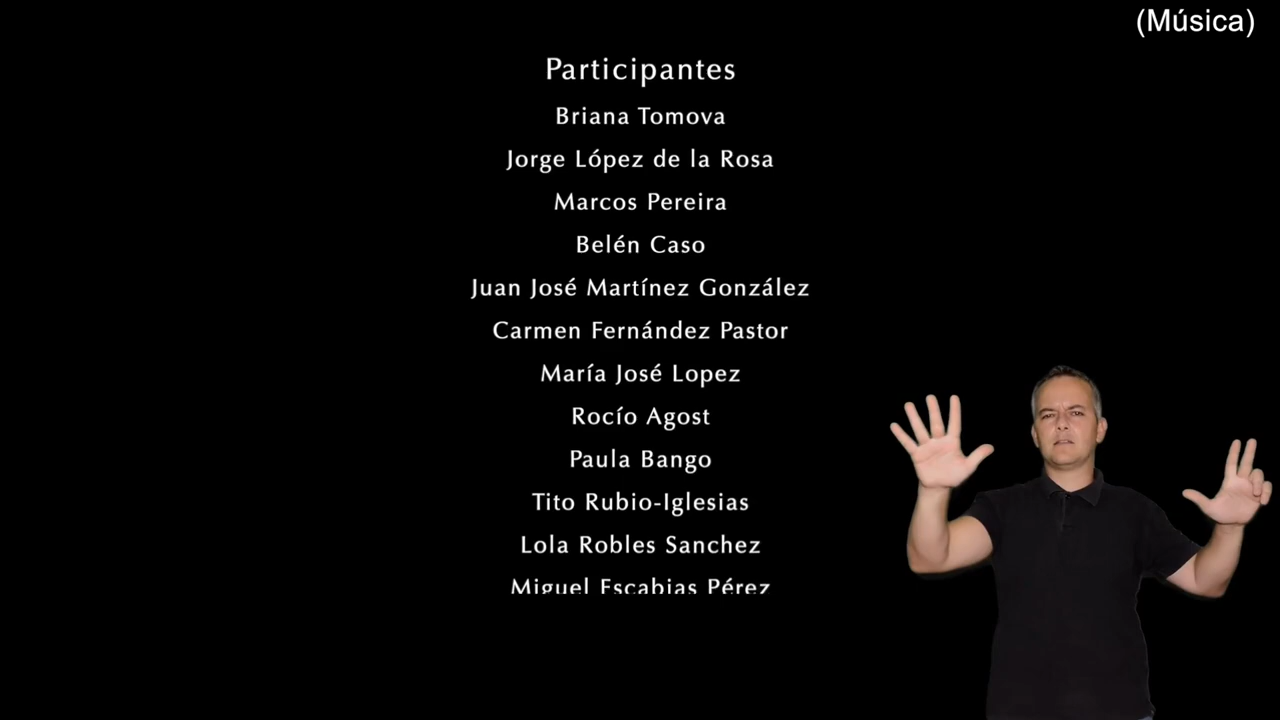 (Música)
Participantes
Briana Tomova
Jorge López de la Rosa
Marcos Pereira
Belén Caso
Juan José Martínez González
Carmen Fernández Pastor
María José Lopez
Rocío Agost
Paula Bango
Tito Rubio-Iglesias
Lola Robles Sanchez
Miguel Escabias Pérez